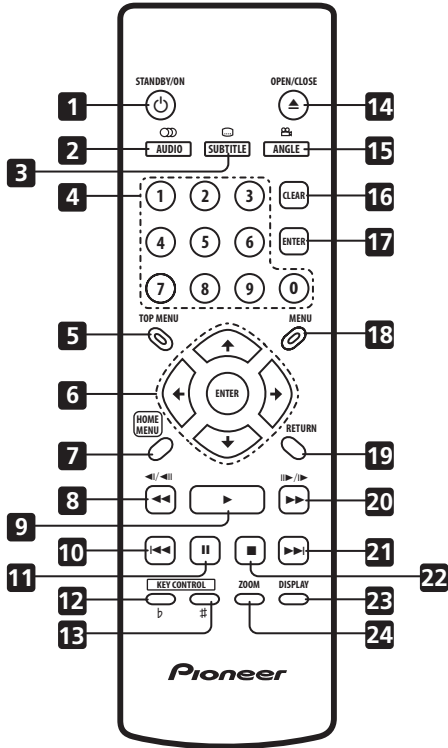 STANDBY/ON OPEN/CLOSE
1 14
2 AUDIO SUBTITLE ANGLE 15
3
4 1 2 3 CLEAR 16
4 5 6 ENTER 17
7 8 9 0
TOP MENU MENU
5 18
6 ENTER
HOME MENU RETURN
7 19
8 20
9
10 21
11 22
KEY CONTROL ZOOM DISPLAY
12 ♭ ♯ 23
13 24
Pioneer